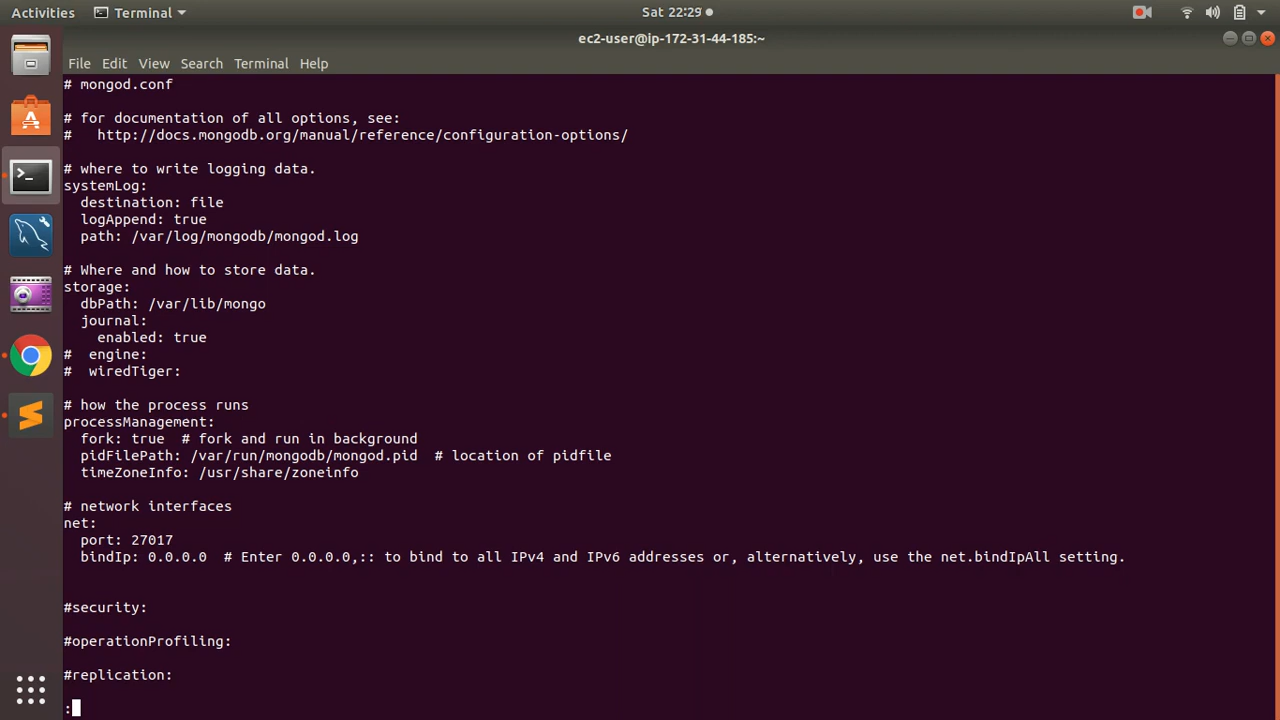 Activities Terminal Sat 22:29
ec2-user@ip-172-31-44-185:~
File Edit View Search Terminal Help
# mongod.conf
# for documentation of all options, see:
#   http://docs.mongodb.org/manual/reference/configuration-options/
# where to write logging data.
systemLog:
  destination: file
  logAppend: true
  path: /var/log/mongodb/mongod.log
# Where and how to store data.
storage:
  dbPath: /var/lib/mongo
  journal:
    enabled: true
#  engine:
#  wiredTiger:
# how the process runs
processManagement:
  fork: true  # fork and run in background
  pidFilePath: /var/run/mongodb/mongod.pid  # location of pidfile
  timeZoneInfo: /usr/share/zoneinfo
# network interfaces
net:
  port: 27017
  bindIp: 0.0.0.0  # Enter 0.0.0.0,:: to bind to all IPv4 and IPv6 addresses or, alternatively, use the net.bindIpAll setting.
#security:
#operationProfiling:
#replication:
: